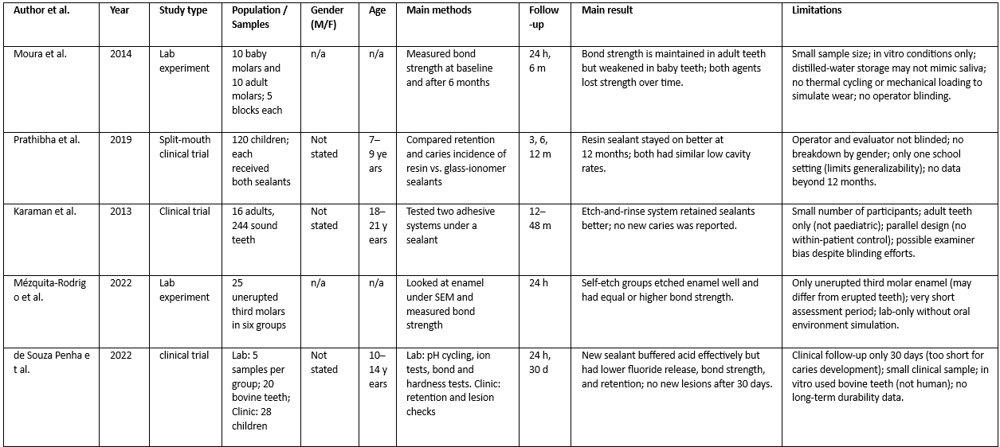 Author et al.
Year
Study type
Population /
Samples
Gender
(M/F)
Age
Main methods
Follow
-up
Main result
Limitations
Moura et al.
2014
Lab
experiment
10 baby
molars and
10 adult
molars; 5
blocks each
n/a
n/a
Measured bond
strength at baseline
and after 6 months
24 h,
6 m
Bond strength is maintained in adult teeth
but weakened in baby teeth; both agents
lost strength over time.
Small sample size; in vitro conditions only;
distilled-water storage may not mimic saliva;
no thermal cycling or mechanical loading to
simulate wear; no operator blinding.
Prathibha et al.
2019
Split-mouth
clinical trial
120 children;
each
received
both sealants
Not
stated
7–
9 ye
ars
Compared retention
and caries incidence of
resin vs. glass-ionomer
sealants
3, 6,
12 m
Resin sealant stayed on better at
12 months; both had similar low cavity
rates.
Operator and evaluator not blinded; no
breakdown by gender; only one school
setting (limits generalizability); no data
beyond 12 months.
Karaman et al.
2013
Clinical trial
16 adults,
244 sound
teeth
Not
stated
18–
21 y
ears
Tested two adhesive
systems under a
sealant
12–
48 m
Etch-and-rinse system retained sealants
better; no new caries was reported.
Small number of participants; adult teeth
only (not paediatric); parallel design (no
within-patient control); possible examiner
bias despite blinding efforts.
Mézquita-Rodrig
o et al.
2022
Lab
experiment
25
unerupted
third molars
in six groups
n/a
n/a
Looked at enamel
under SEM and
measured bond
strength
24 h
Self-etch groups etched enamel well and
had equal or higher bond strength.
Only unerupted third molar enamel (may
differ from erupted teeth); very short
assessment period; lab-only without oral
environment simulation.
de Souza Penha e
t al.
2022
clinical trial
Lab: 5
samples per
group; 20
bovine teeth;
Clinic: 28
children
Not
stated
10–
14 y
ears
Lab: pH cycling, ion
tests, bond and
hardness tests. Clinic:
retention and lesion
checks
24 h,
30 d
New sealant buffered acid effectively but
had lower fluoride release, bond strength,
and retention; no new lesions after 30 days.
Clinical follow-up only 30 days (too short for
caries development); small clinical sample; in
vitro used bovine teeth (not human); no
long-term durability data.